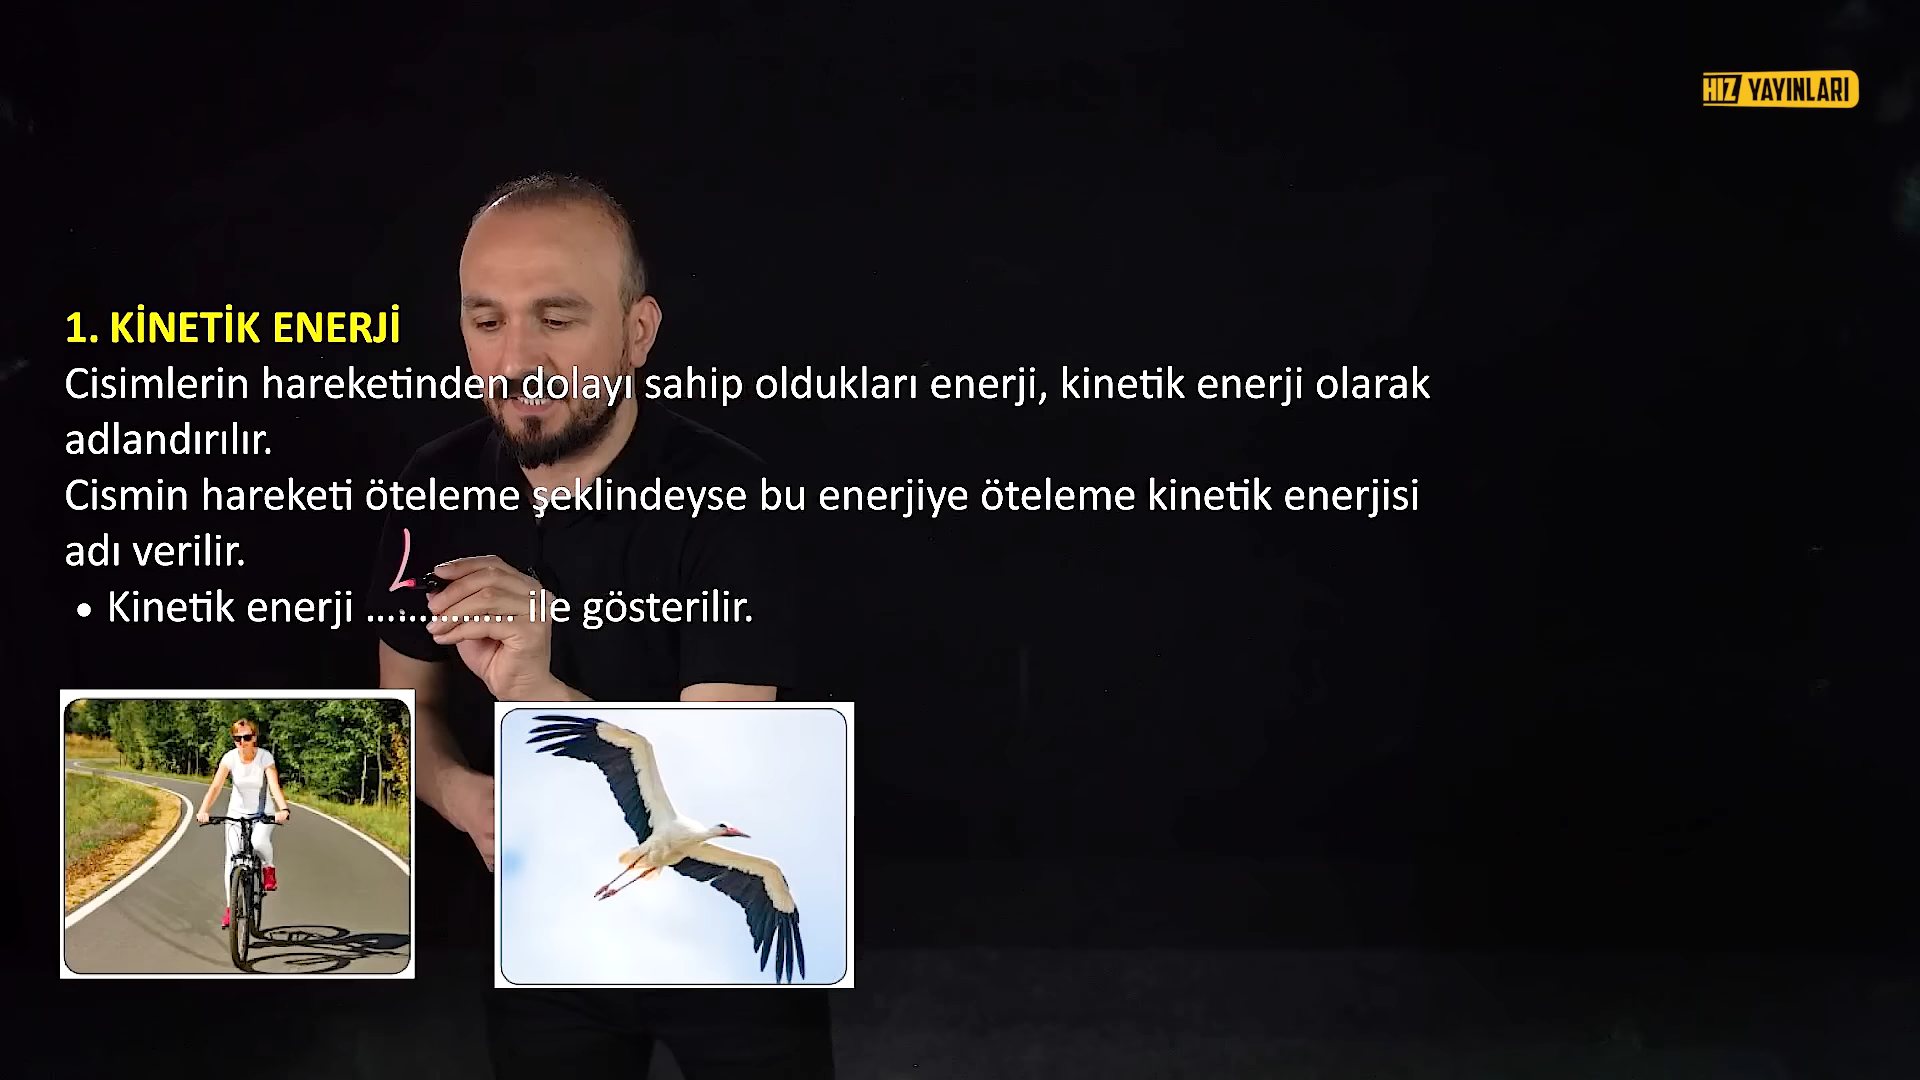 HIZ YAYINLARI
1. KİNETİK ENERJİ
Cisimlerin hareketinden dolayı sahip oldukları enerji, kinetik enerji olarak
adlandırılır.
Cismin hareketi öteleme şeklindeyse bu enerjiye öteleme kinetik enerjisi
adı verilir.
• Kinetik enerji .............. ile gösterilir.